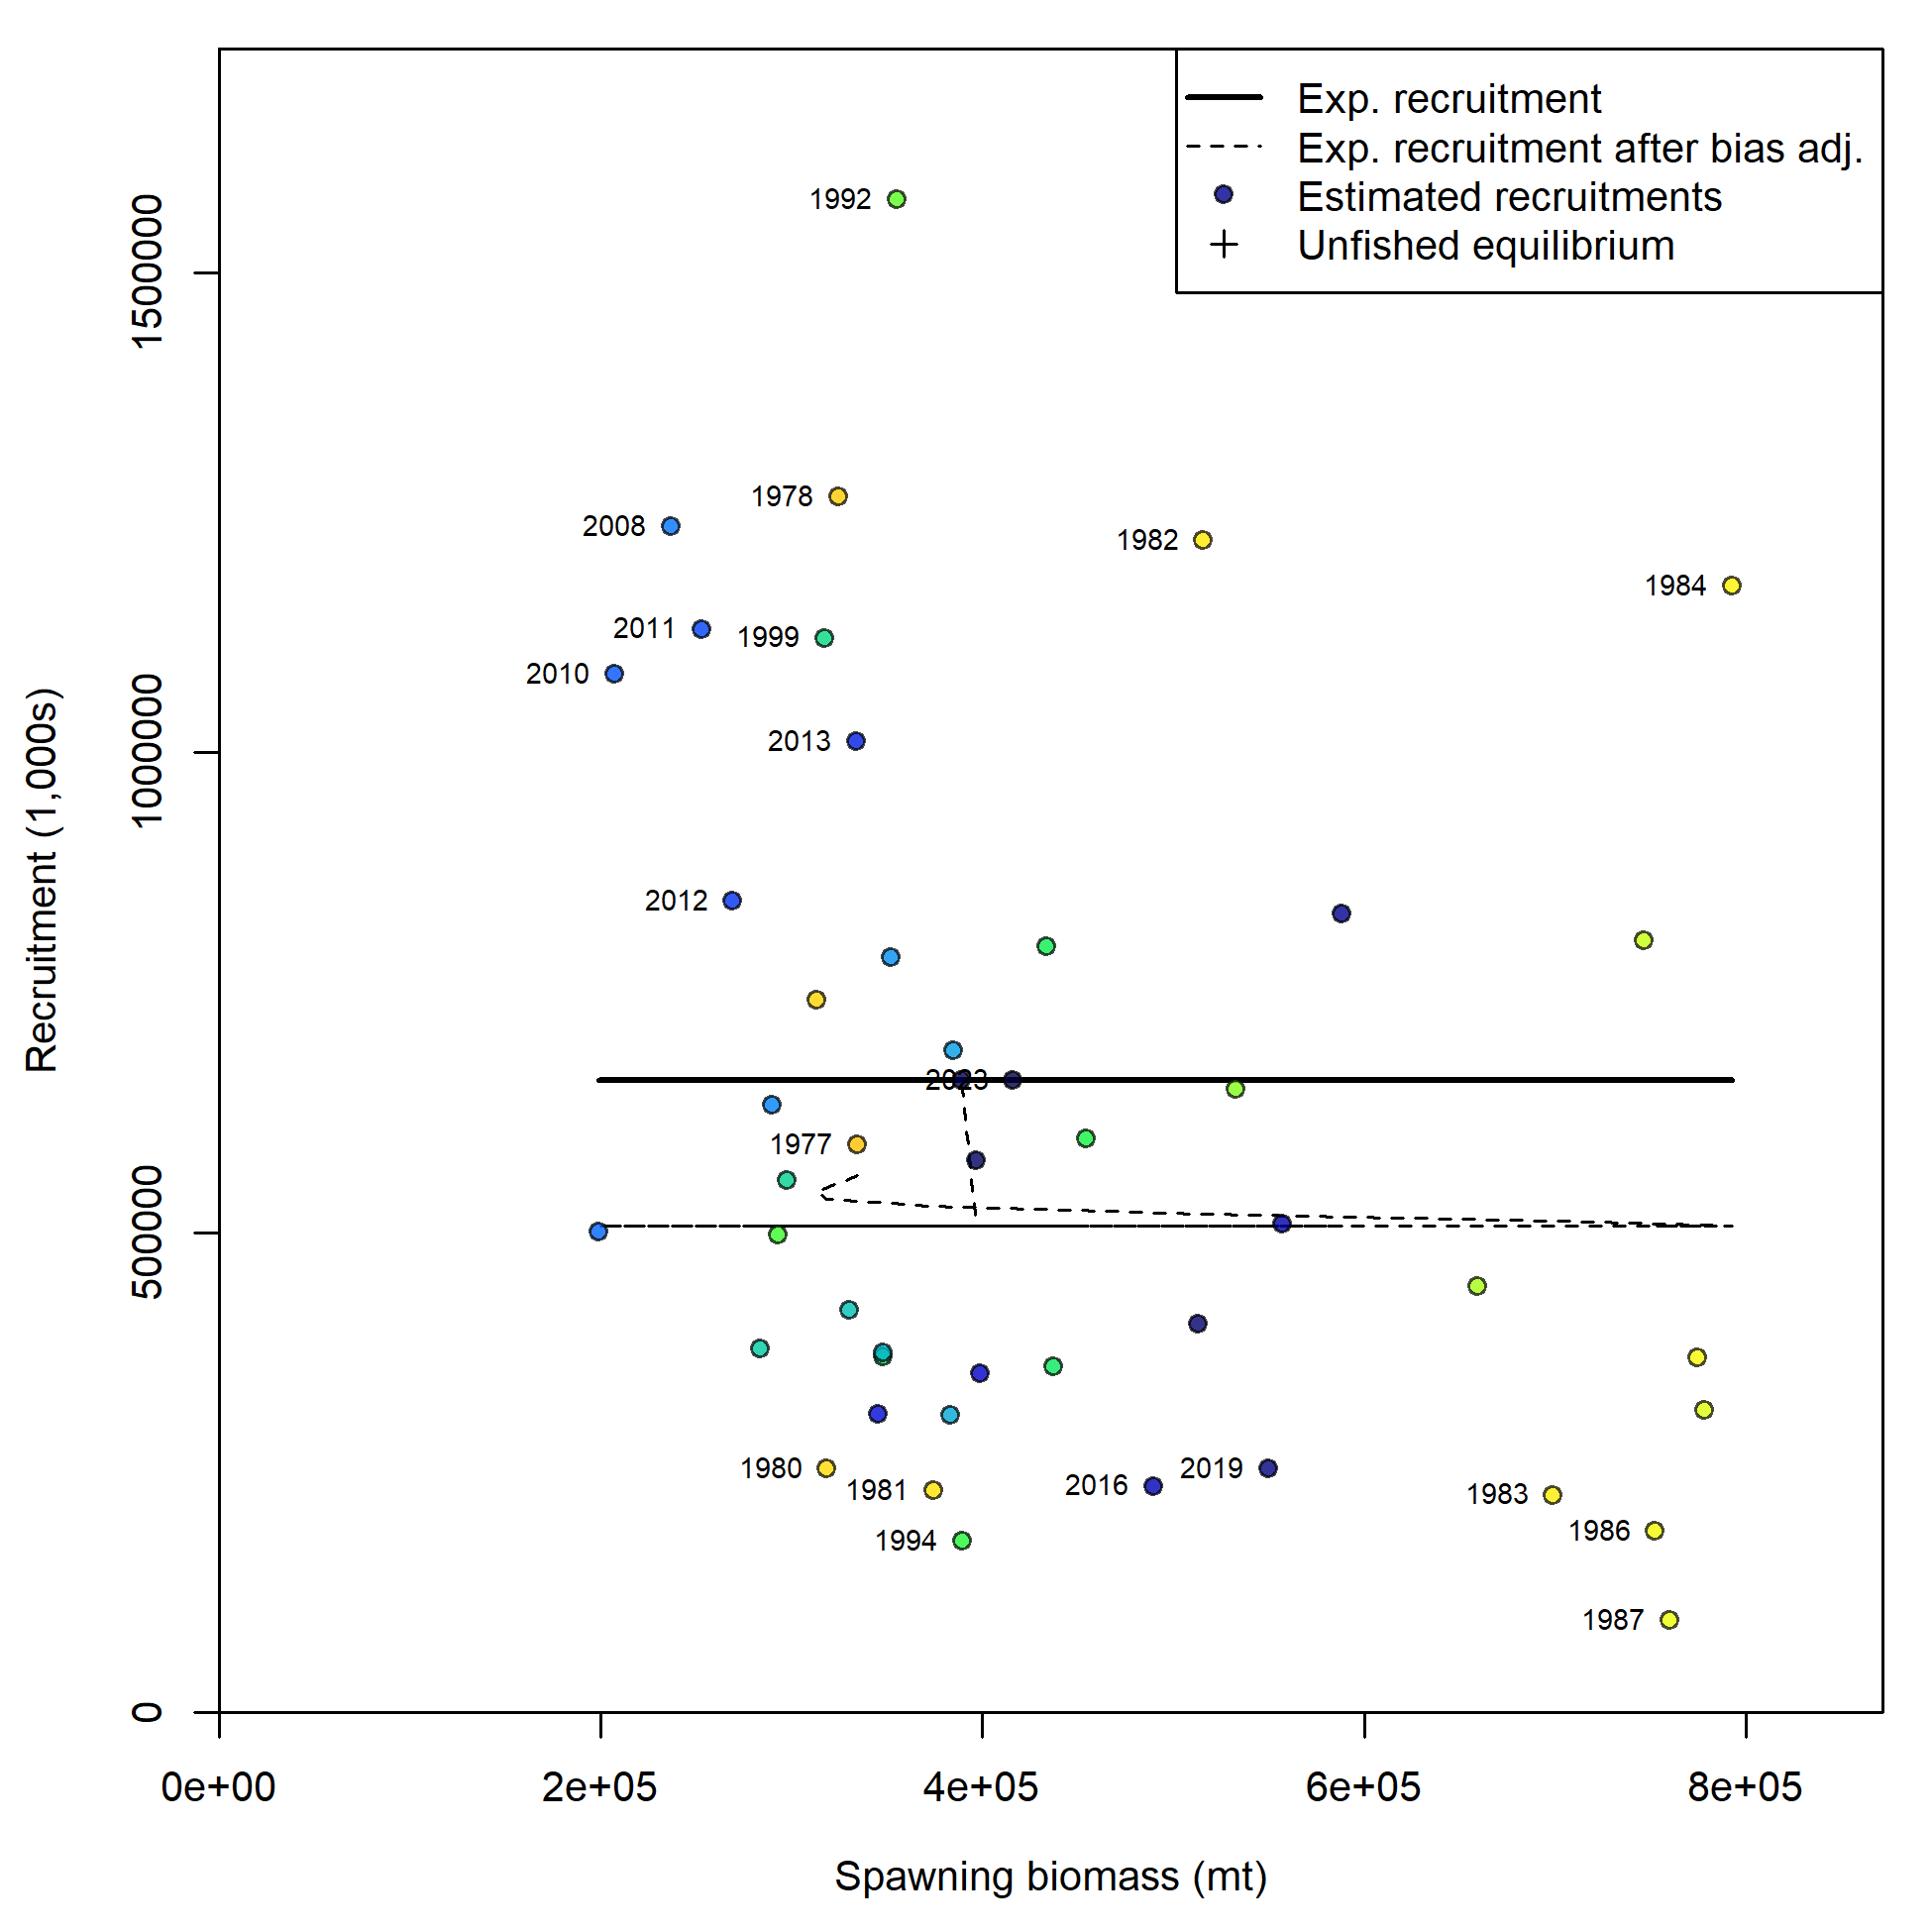 Exp. recruitment
Exp. recruitment after bias adj.
Estimated recruitments
Unfished equilibrium
1992
1978
2008
1982
1984
2011
1999
2010
2013
2012
2023
1977
1980
1981
2016
2019
1983
1994
1986
1987
Recruitment (1,000s)
1500000
1000000
500000
0
0e+00
2e+05
4e+05
6e+05
8e+05
Spawning biomass (mt)